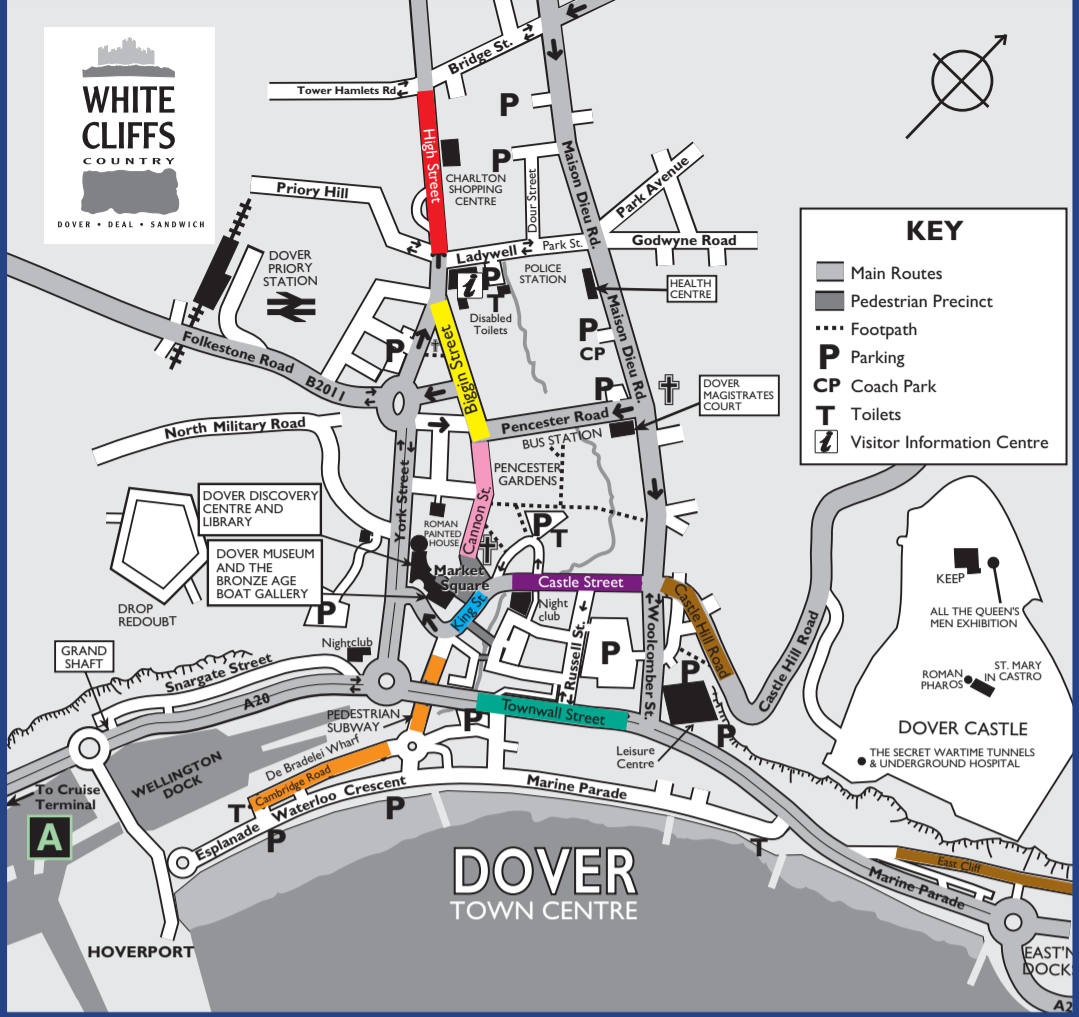 WHITE
CLIFFS
COUNTRY
DOVER • DEAL • SANDWICH
Bridge St.
Tower Hamlets Rd.
High Street
P
P
CHARLTON
SHOPPING
CENTRE
Dour Street
Maison Dieu Rd.
Park Avenue
Priory Hill
Ladywell
Park St.
Godwyne Road
DOVER
PRIORY
STATION
i
P
T
Disabled
Toilets
POLICE
STATION
HEALTH
CENTRE
Maison Dieu Rd.
KEY
Main Routes
Pedestrian Precinct
Footpath
P Parking
CP Coach Park
T Toilets
i Visitor Information Centre
Folkestone Road
B2011
P
Biggin Street
P
CP
P
DOVER
MAGISTRATES
COURT
Pencester Road
BUS STATION
North Military Road
York Street
PENCESTER
GARDENS
Cannon St.
DOVER DISCOVERY
CENTRE AND
LIBRARY
ROMAN
PAINTED
HOUSE
P
T
DOVER MUSEUM
AND THE
BRONZE AGE
BOAT GALLERY
Market
Square
Castle Street
King St.
Night
club
DROP
REDOUBT
P
Russell St.
P
Woolcomber St.
Castle Hill Road
P
Castle Hill Road
KEEP
ALL THE QUEEN'S
MEN EXHIBITION
ROMAN
PHAROS
ST. MARY
IN CASTRO
DOVER CASTLE
THE SECRET WARTIME TUNNELS
& UNDERGROUND HOSPITAL
GRAND
SHAFT
Nightclub
Snargate Street
A20
PEDESTRIAN
SUBWAY
P
Townwall Street
Leisure
Centre
P
WELLINGTON
DOCK
De Bradelei Wharf
Cambridge Road
To Cruise
Terminal
A
T
Esplanade
Waterloo Crescent
P
P
Marine Parade
T
DOVER
TOWN CENTRE
East Cliff
Marine Parade
HOVERPORT
EAST'N
DOCK
A2